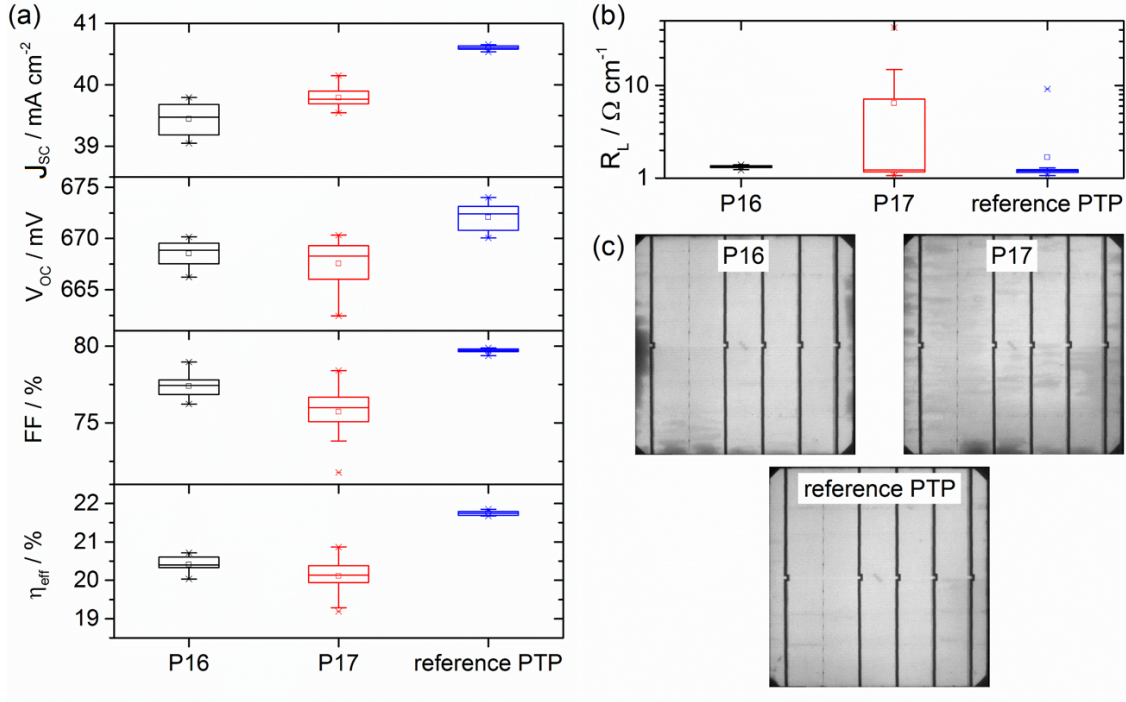 (a)
41
40
39
J_SC / mA cm⁻²
675
670
665
V_OC / mV
80
75
FF / %
22
21
20
19
η_eff / %
P16 P17 reference PTP
(b)
10
1
R_L / Ω cm⁻¹
P16 P17 reference PTP
(c)
P16 P17
reference PTP